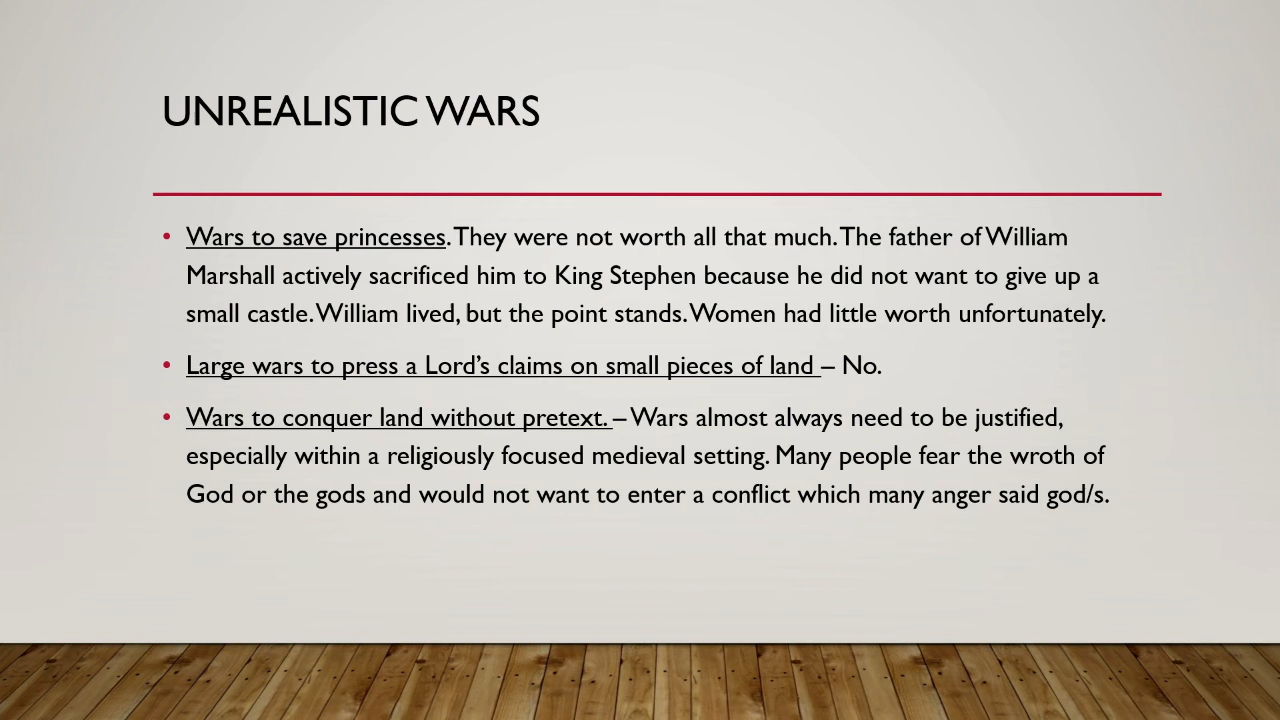 UNREALISTIC WARS
• Wars to save princesses. They were not worth all that much. The father of William
Marshall actively sacrificed him to King Stephen because he did not want to give up a
small castle. William lived, but the point stands. Women had little worth unfortunately.
• Large wars to press a Lord’s claims on small pieces of land – No.
• Wars to conquer land without pretext. – Wars almost always need to be justified,
especially within a religiously focused medieval setting. Many people fear the wroth of
God or the gods and would not want to enter a conflict which many anger said god/s.